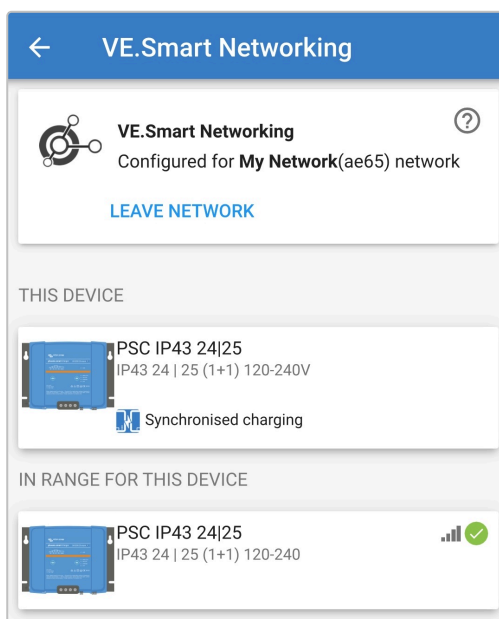 VE.Smart Networking
VE.Smart Networking
Configured for My Network(ae65) network
LEAVE NETWORK
THIS DEVICE
PSC IP43 24|25
IP43 24 | 25 (1+1) 120-240V
Synchronised charging
IN RANGE FOR THIS DEVICE
PSC IP43 24|25
IP43 24 | 25 (1+1) 120-240